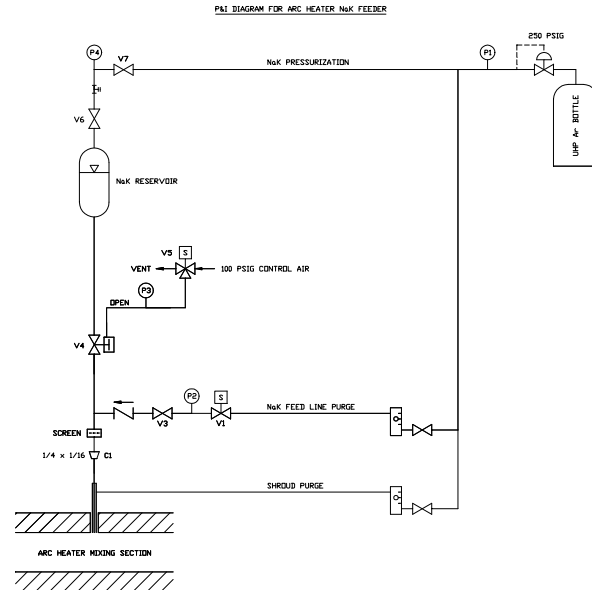 P&I DIAGRAM FOR ARC HEATER NaK FEEDER
250 PSIG
P4
V7
P1
NaK PRESSURIZATION
UHP Ar BOTTLE
V6
NaK RESERVOIR
V5
S
VENT
100 PSIG CONTROL AIR
P3
OPEN
V4
P2
S
NaK FEED LINE PURGE
V3
V1
SCREEN
1/4 x 1/16
C1
SHROUD PURGE
ARC HEATER MIXING SECTION